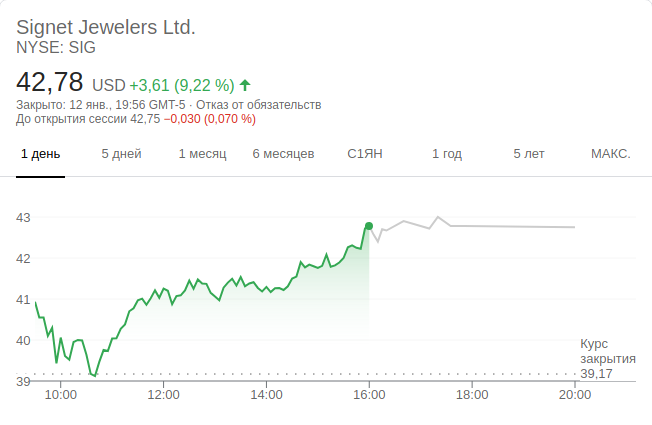 Signet Jewelers Ltd.
NYSE: SIG
42,78 USD +3,61 (9,22 %)
Закрыто: 12 янв., 19:56 GMT-5 · Отказ от обязательств
До открытия сессии 42,75 −0,030 (0,070 %)
1 день 5 дней 1 месяц 6 месяцев С1ЯН 1 год 5 лет МАКС.
43
42
41
40
39
Курс
закрытия
39,17
10:00 12:00 14:00 16:00 18:00 20:00